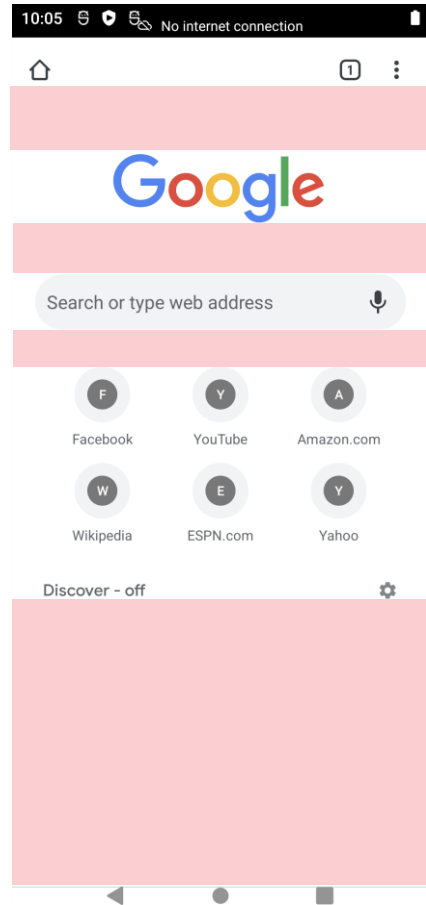 10:05 No internet connection
1
Google
Search or type web address
F Y A
Facebook YouTube Amazon.com
W E Y
Wikipedia ESPN.com Yahoo
Discover - off